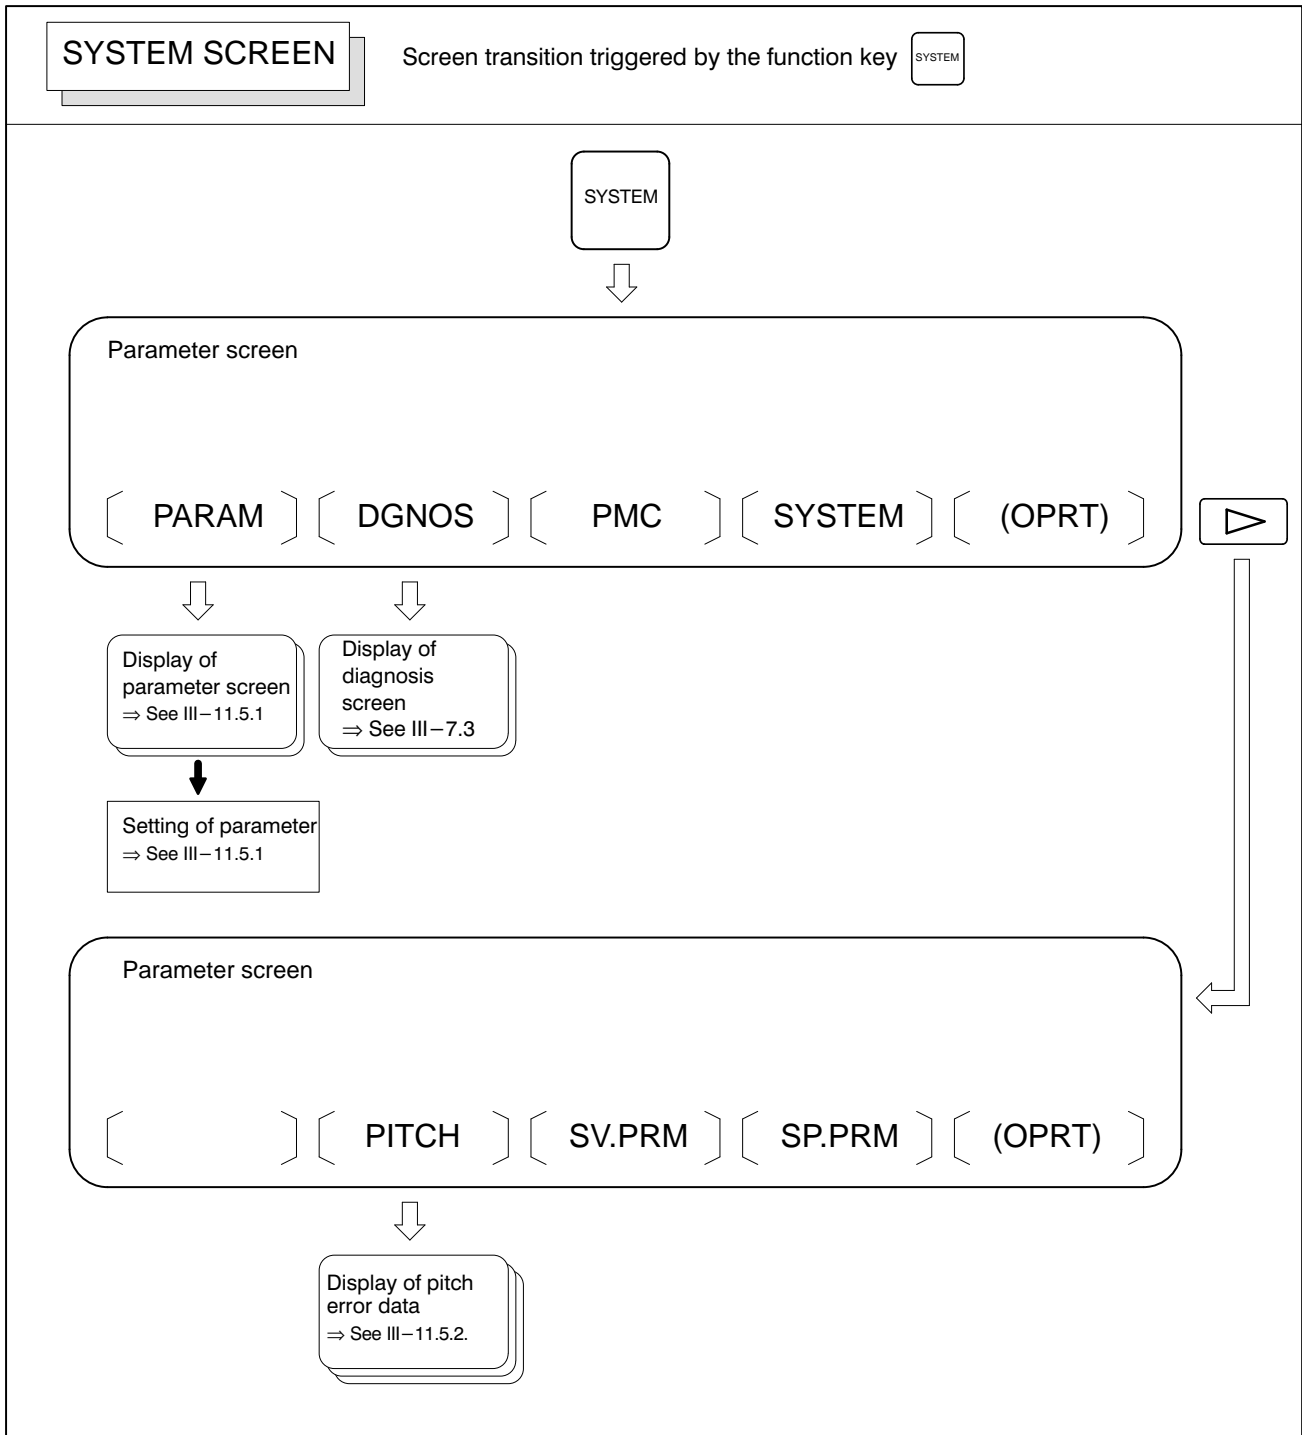 SYSTEM SCREEN
Screen transition triggered by the function key
SYSTEM
SYSTEM
Parameter screen
PARAM
DGNOS
PMC
SYSTEM
(OPRT)
Display of
parameter screen
⇒ See III−11.5.1
Display of
diagnosis
screen
⇒ See III−7.3
Setting of parameter
⇒ See III−11.5.1
Parameter screen
PITCH
SV.PRM
SP.PRM
(OPRT)
Display of pitch
error data
⇒ See III−11.5.2.